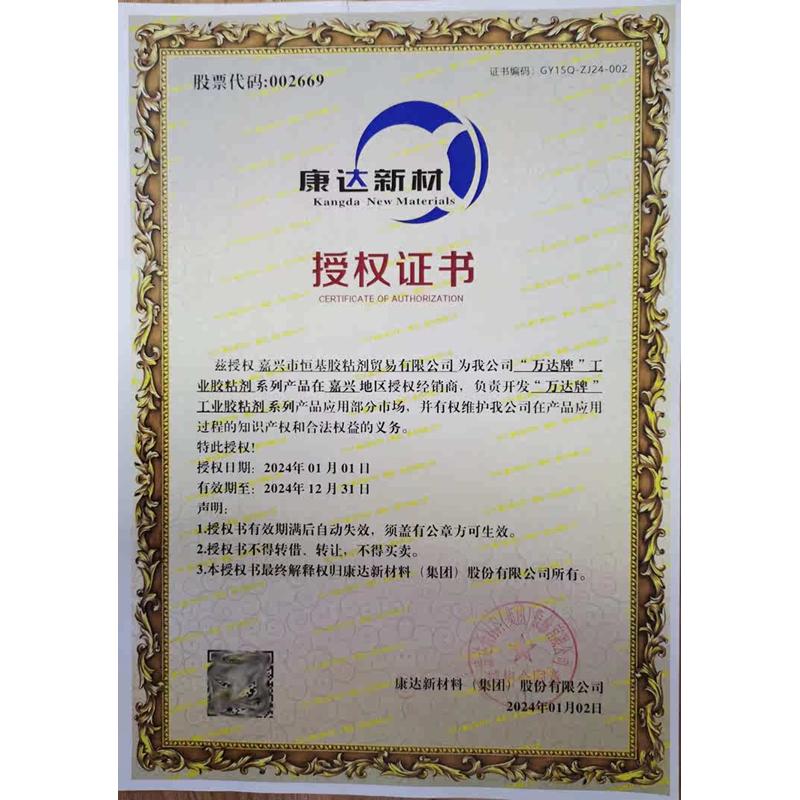 股票代码:002669
证书编码：GY15Q-ZJ24-002
康达新材
Kangda New Materials
授权证书
CERTIFICATE OF AUTHORIZATION
兹授权 嘉兴市恒基胶粘剂贸易有限公司 为我公司 “万达牌”工
业胶粘剂 系列产品在 嘉兴 地区授权经销商，负责开发 “万达牌”
工业胶粘剂 系列产品应用部分市场，并有权维护我公司在产品应用
过程的知识产权和合法权益的义务。
特此授权!
授权日期：2024年01月01日
有效期至：2024年12月31日
声明：
1.授权书有效期满后自动失效，须盖有公章方可生效。
2.授权书不得转借、转让，不得买卖。
3.本授权书最终解释权归康达新材料（集团）股份有限公司所有。
康达新材料（集团）股份有限公司
2024年01月02日